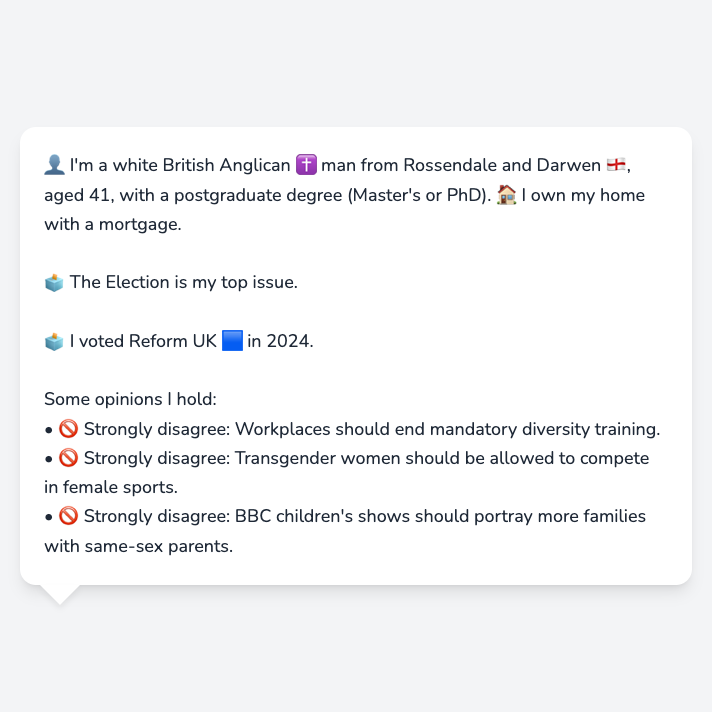 👤 I'm a white British Anglican ✝️ man from Rossendale and Darwen 🏴󠁧󠁢󠁥󠁮󠁧󠁿,
aged 41, with a postgraduate degree (Master's or PhD). 🏠 I own my home
with a mortgage.
🗳️ The Election is my top issue.
🗳️ I voted Reform UK 🟦 in 2024.
Some opinions I hold:
• 🚫 Strongly disagree: Workplaces should end mandatory diversity training.
• 🚫 Strongly disagree: Transgender women should be allowed to compete
in female sports.
• 🚫 Strongly disagree: BBC children's shows should portray more families
with same-sex parents.